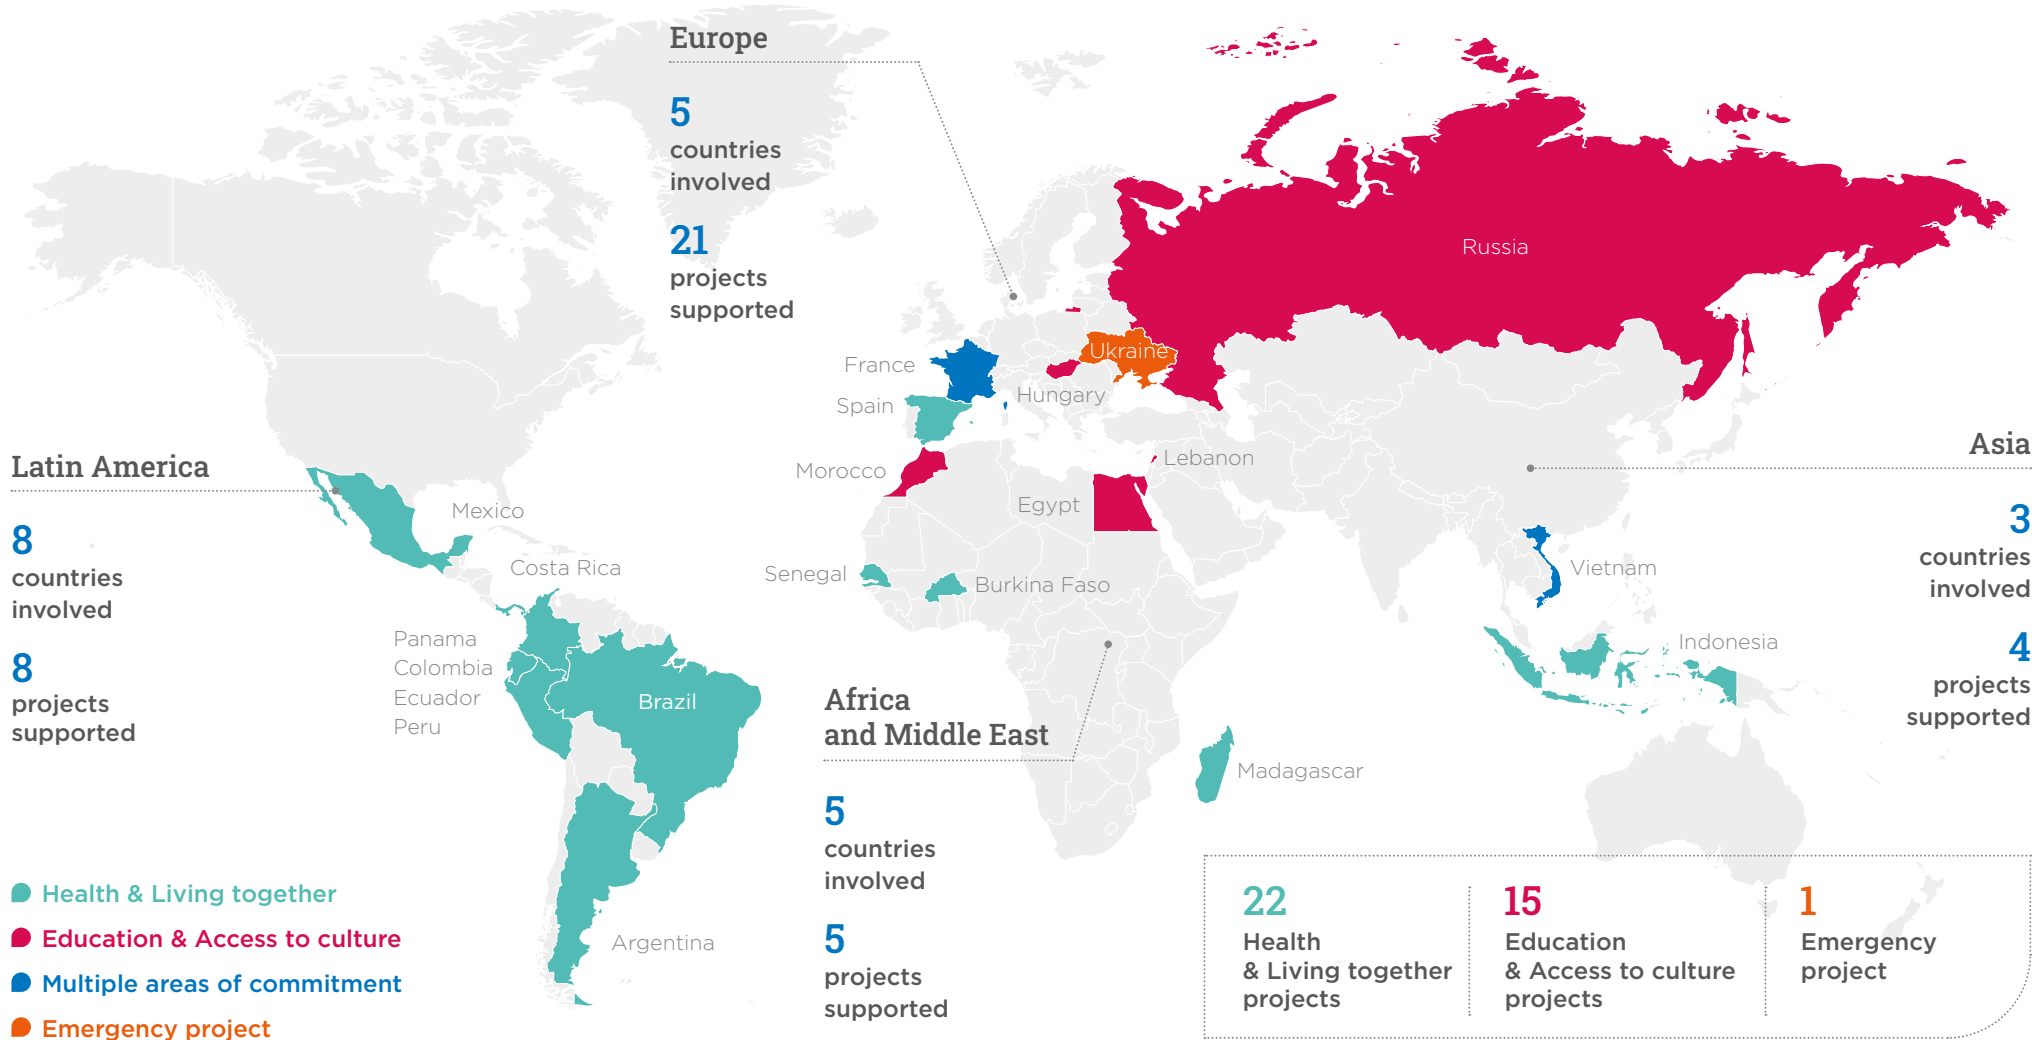 Europe
5
countries
involved
21
projects
supported
Russia
Ukraine
France
Hungary
Spain
Latin America
8
countries
involved
8
projects
supported
Mexico
Costa Rica
Panama
Colombia
Ecuador
Peru
Brazil
Argentina
Morocco
Lebanon
Egypt
Senegal
Burkina Faso
Africa
and Middle East
5
countries
involved
5
projects
supported
Madagascar
Asia
3
countries
involved
4
projects
supported
Vietnam
Indonesia
Health & Living together
Education & Access to culture
Multiple areas of commitment
Emergency project
22
Health
& Living together
projects
15
Education
& Access to culture
projects
1
Emergency
project